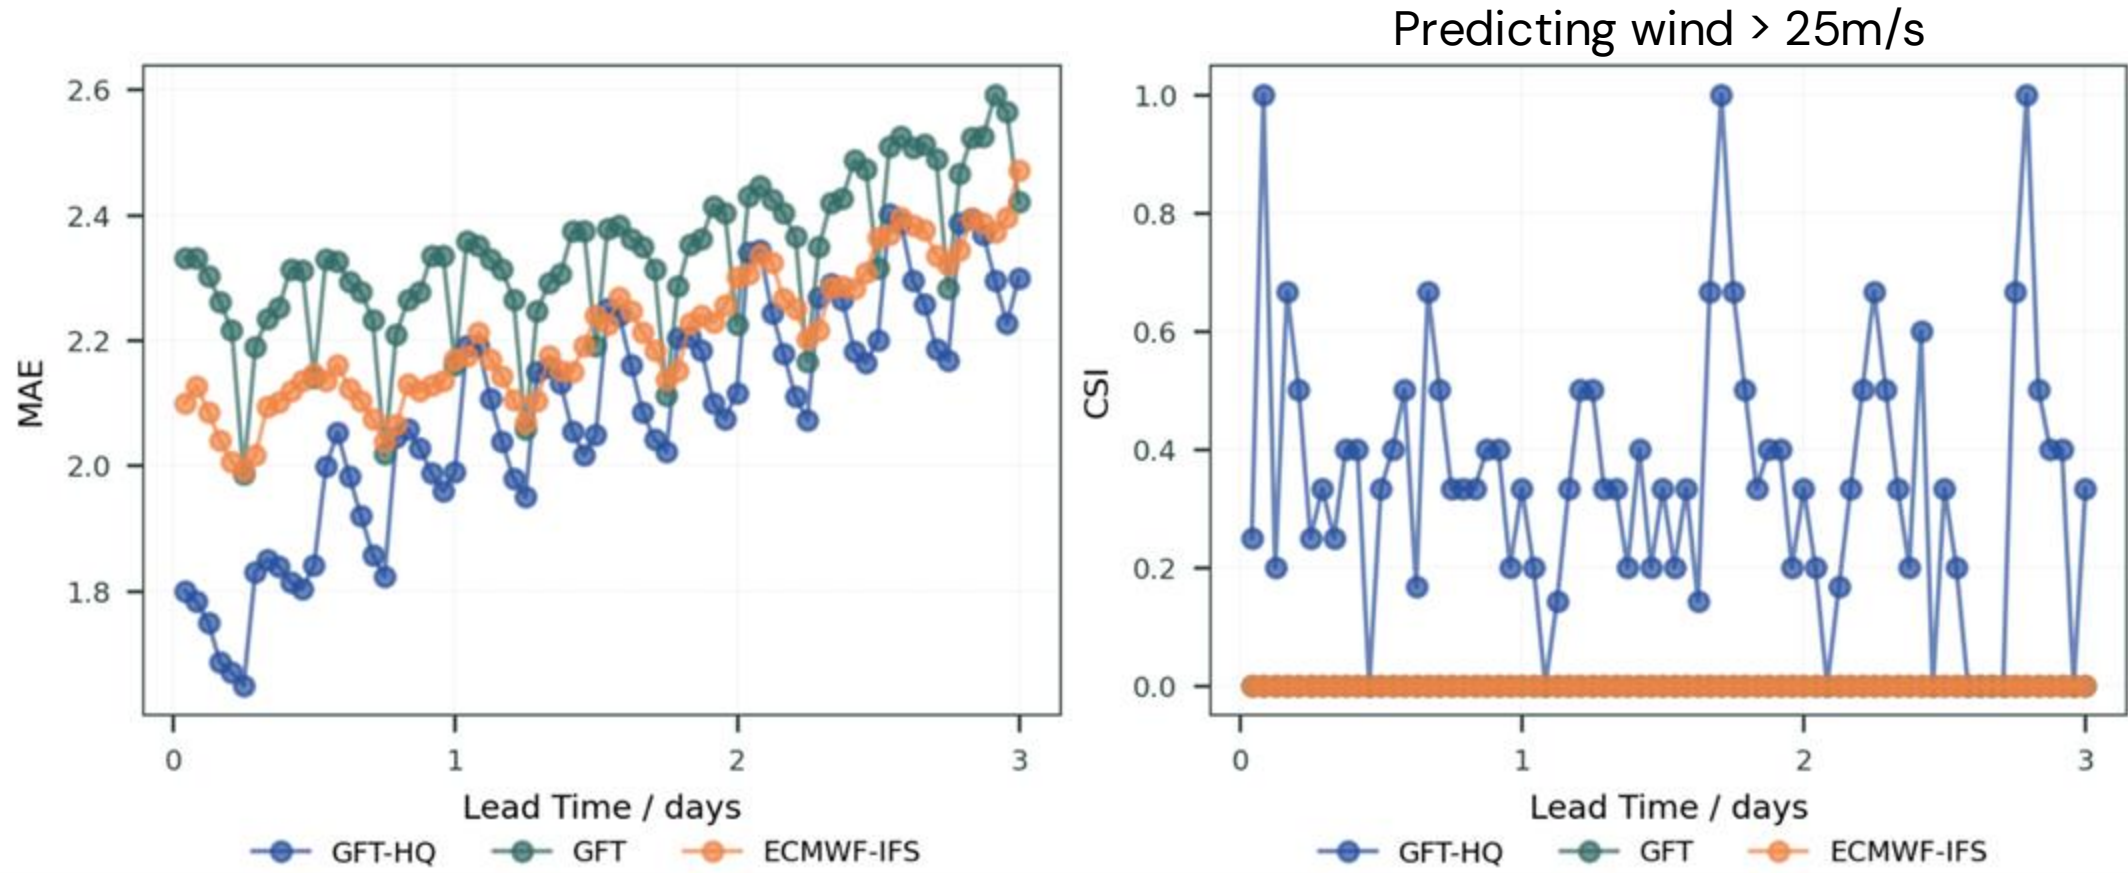 MAE
2.6
2.4
2.2
2.0
1.8
0 1 2 3
Lead Time / days
GFT-HQ GFT ECMWF-IFS
Predicting wind > 25m/s
CSI
1.0
0.8
0.6
0.4
0.2
0.0
0 1 2 3
Lead Time / days
GFT-HQ GFT ECMWF-IFS